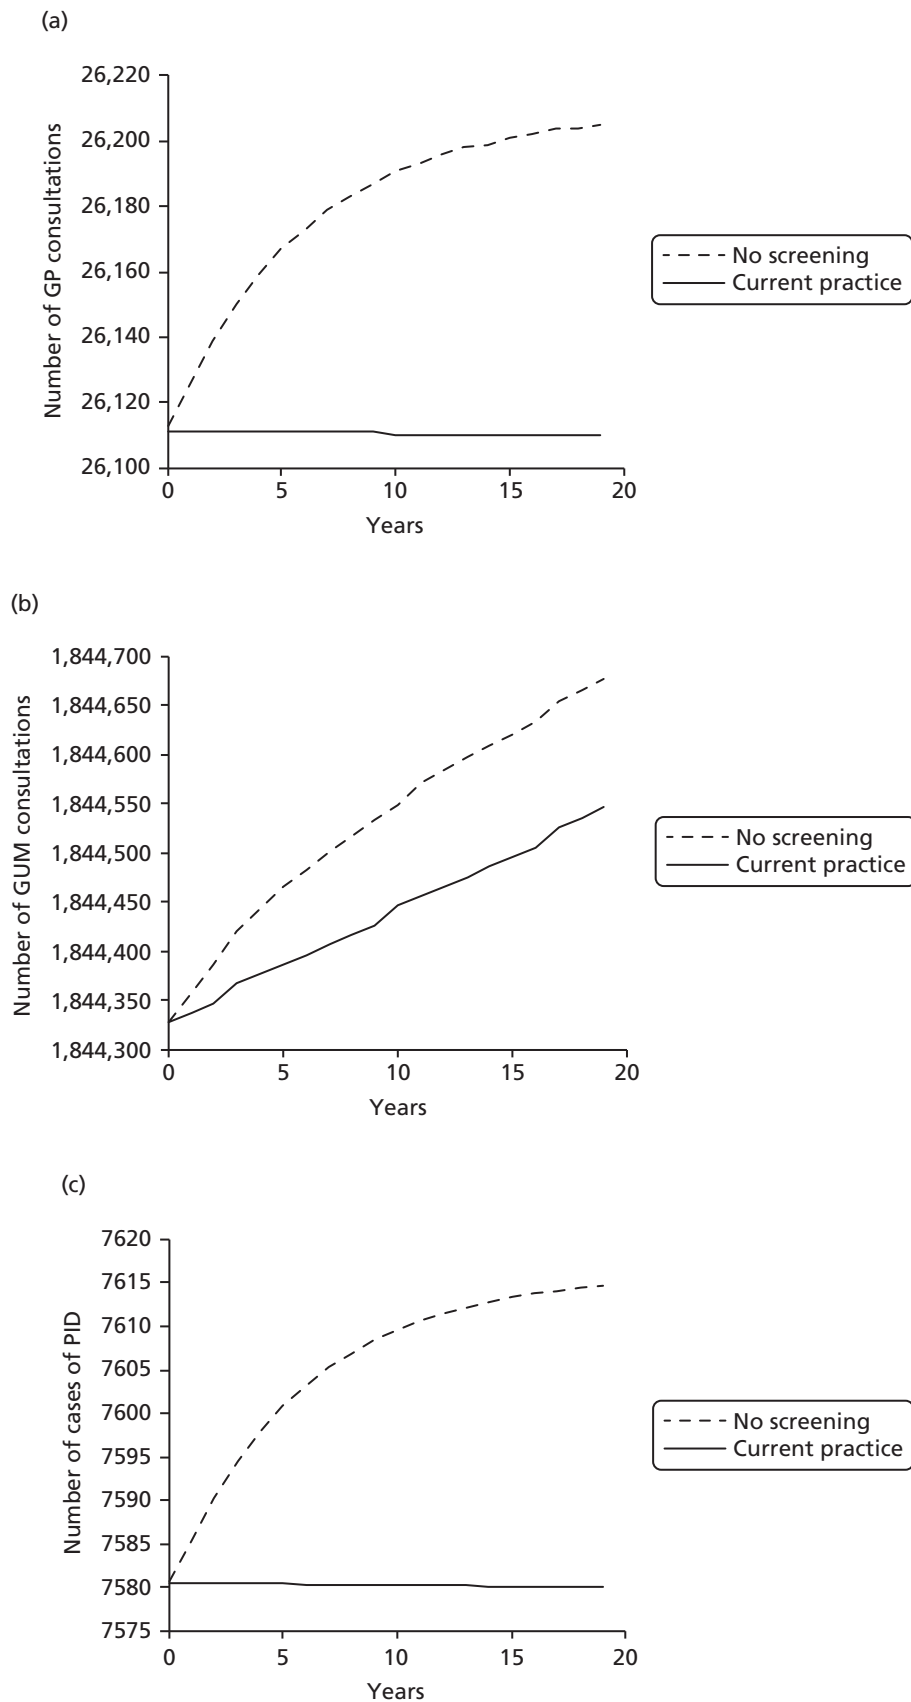 (a)
26,220
26,200
26,180
26,160
26,140
26,120
26,100
Number of GP consultations
0 5 10 15 20
Years
No screening
Current practice
(b)
1,844,700
1,844,650
1,844,600
1,844,550
1,844,500
1,844,450
1,844,400
1,844,350
1,844,300
Number of GUM consultations
0 5 10 15 20
Years
No screening
Current practice
(c)
7620
7615
7610
7605
7600
7595
7590
7585
7580
7575
Number of cases of PID
0 5 10 15 20
Years
No screening
Current practice